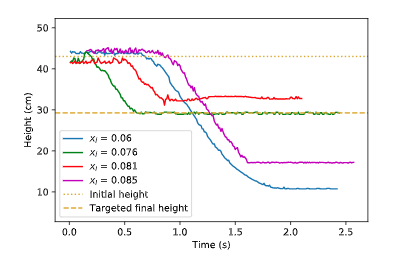 50
40
30
20
10
Height (cm)
x_l = 0.06
x_l = 0.076
x_l = 0.081
x_l = 0.085
Initial height
Targeted final height
0.0 0.5 1.0 1.5 2.0 2.5
Time (s)